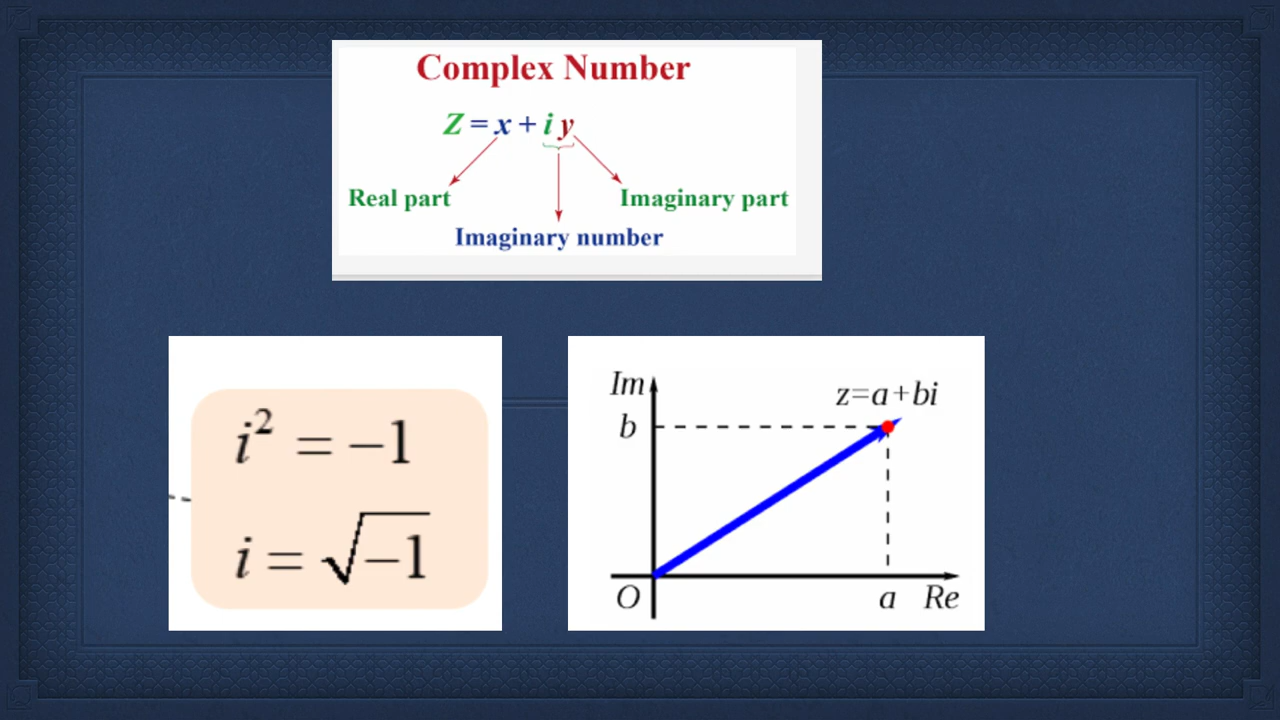 Complex Number
Z = x + i y
Real part
Imaginary part
Imaginary number
i² = −1
i = √−1
Im
z=a+bi
b
O
a
Re